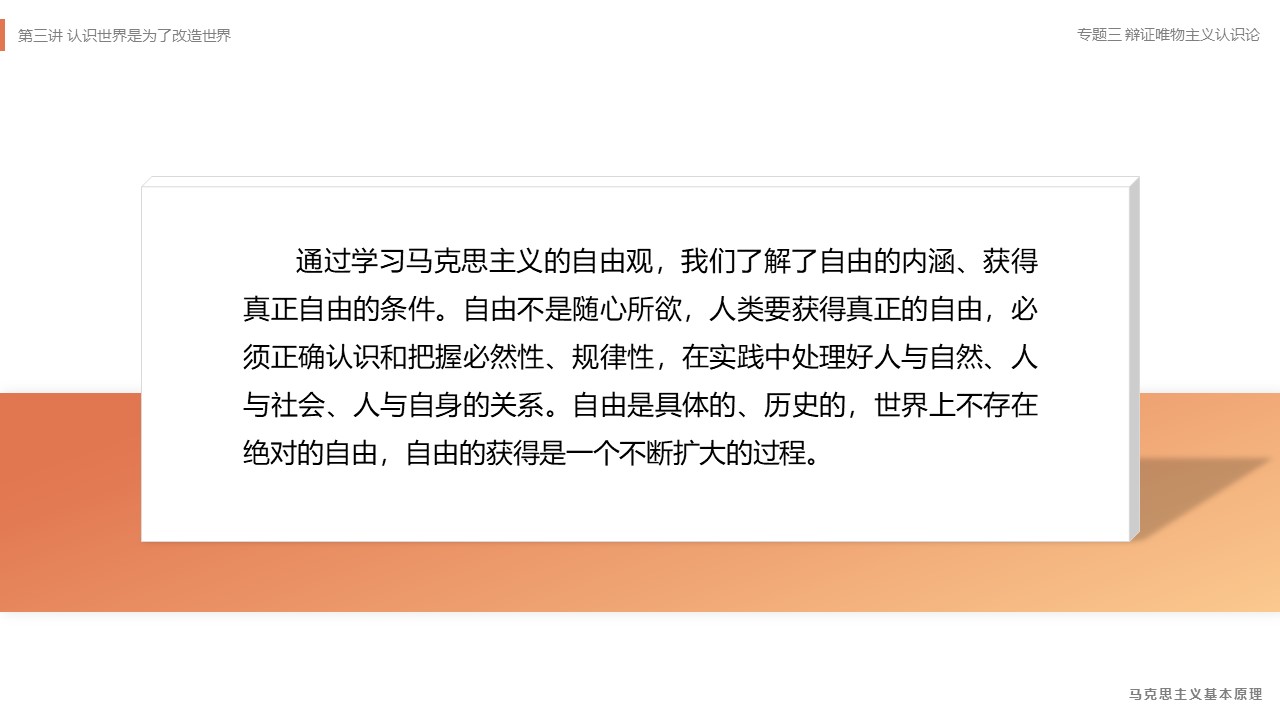 第三讲 认识世界是为了改造世界
专题三 辩证唯物主义认识论
通过学习马克思主义的自由观，我们了解了自由的内涵、获得
真正自由的条件。自由不是随心所欲，人类要获得真正的自由，必
须正确认识和把握必然性、规律性，在实践中处理好人与自然、人
与社会、人与自身的关系。自由是具体的、历史的，世界上不存在
绝对的自由，自由的获得是一个不断扩大的过程。
马克思主义基本原理